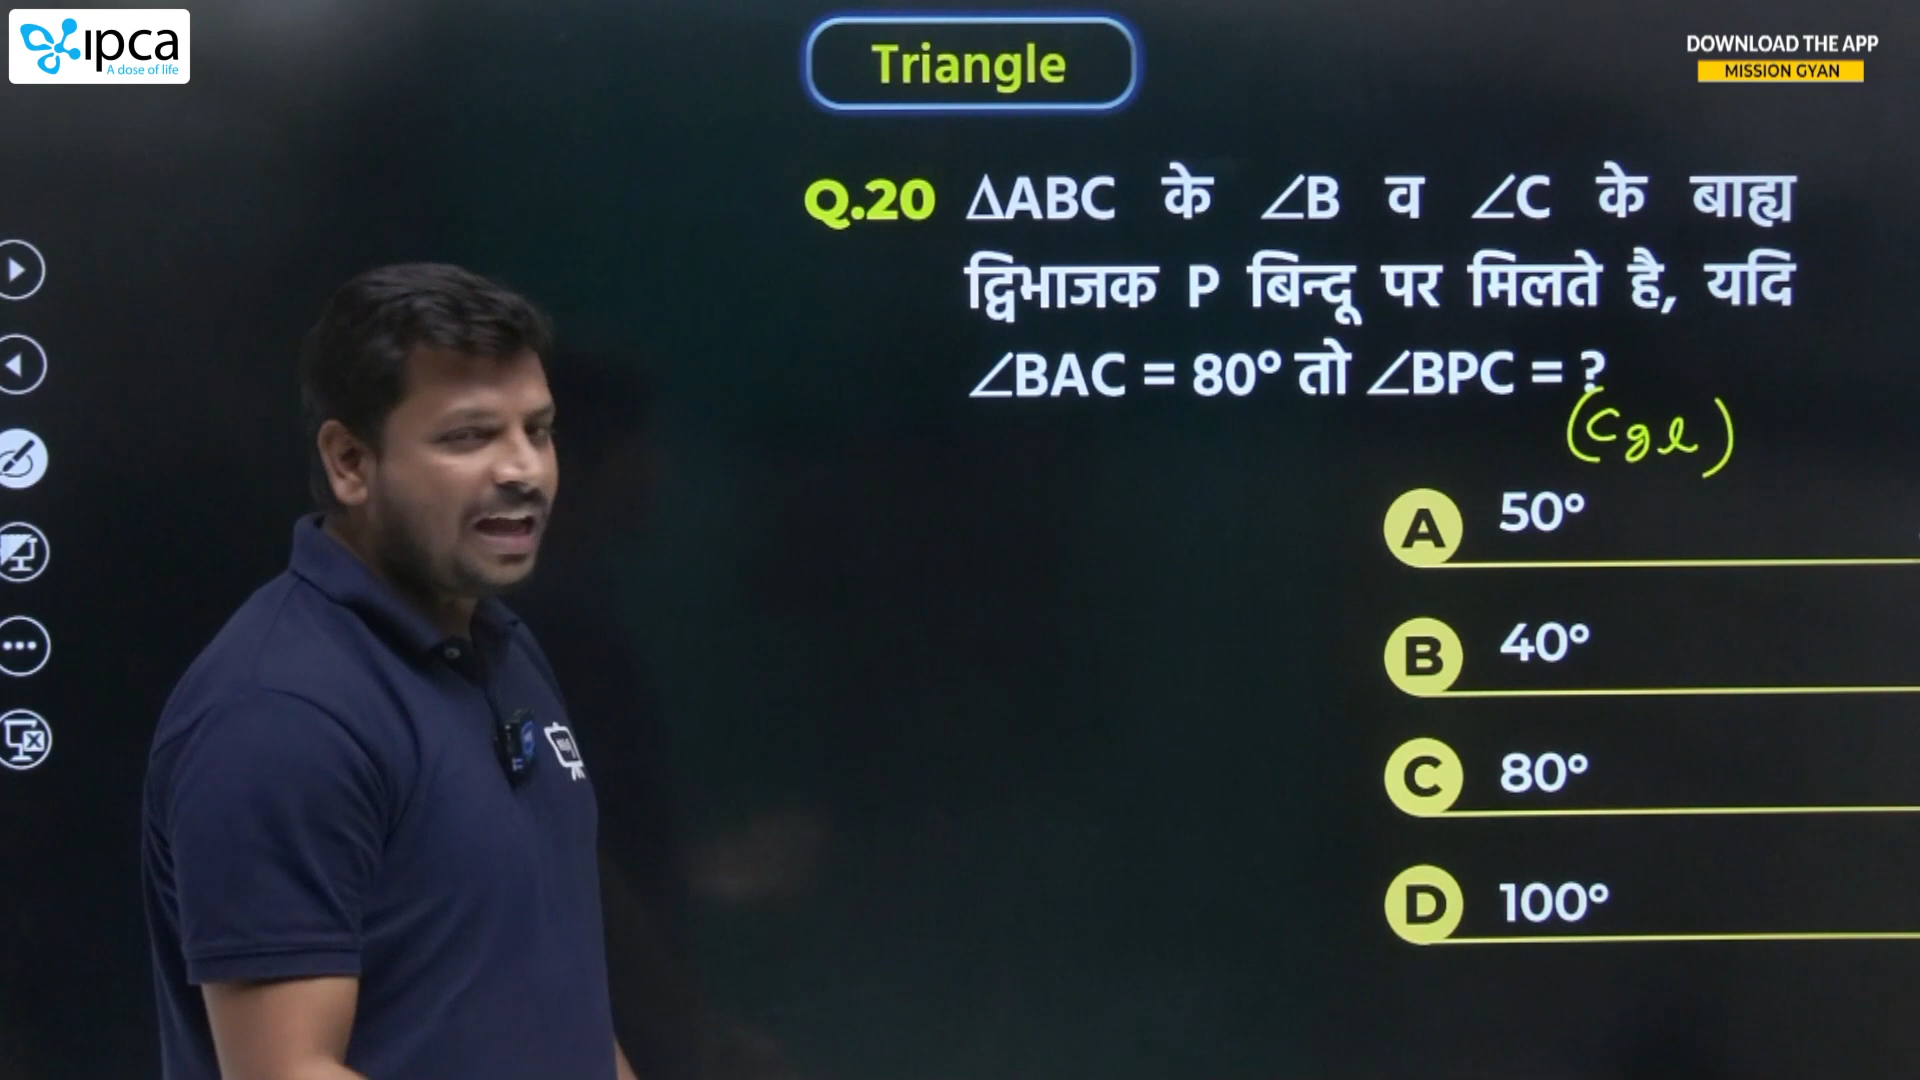 ipca
A dose of life
Triangle
DOWNLOAD THE APP
MISSION GYAN
Q.20 ΔABC के ∠B व ∠C के बाह्य
द्विभाजक P बिन्दू पर मिलते है, यदि
∠BAC = 80° तो ∠BPC = ?
(Cgl)
A 50°
B 40°
C 80°
D 100°